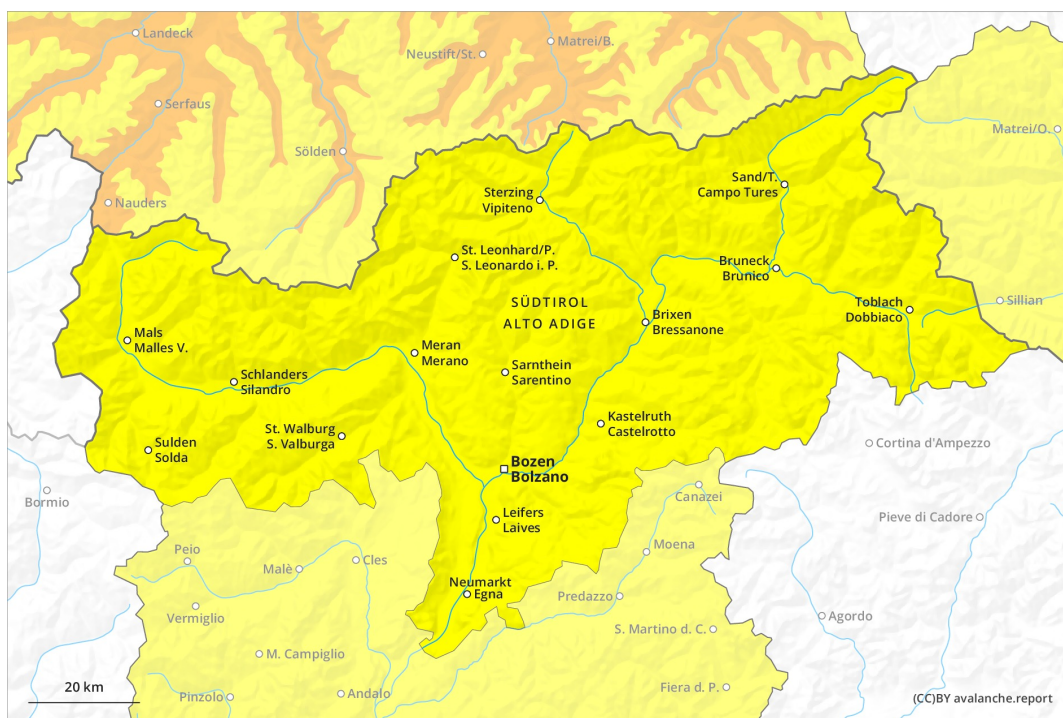 Landeck
Matrei/B.
Neustift/St.
Serfaus
Matrei/O.
Sölden
Sand/T.
Campo Tures
Sterzing
Vipiteno
Nauders
St. Leonhard/P.
S. Leonardo i. P.
Bruneck
Brunico
SÜDTIROL
ALTO ADIGE
Toblach
Dobbiaco
Sillian
Brixen
Bressanone
Mals
Malles V.
Meran
Merano
Sarnthein
Sarentino
Schlanders
Silandro
Kastelruth
Castelrotto
St. Walburg
S. Valburga
Sulden
Solda
Cortina d'Ampezzo
Bozen
Bolzano
Bormio
Canazei
Leifers
Laives
Pieve di Cadore
Peio
Moena
Cles
Malè
Neumarkt
Egna
Predazzo
Vermiglio
Agordo
S. Martino d. C.
M. Campiglio
20 km
Fiera d. P.
Pinzolo
Andalo
(CC)BY avalanche.report